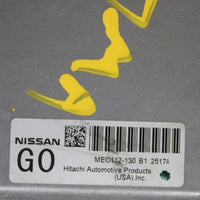 NISSAN
GO
MEC112-130 B1 2517A
Hitachi Automotive Products
(USA).Inc.